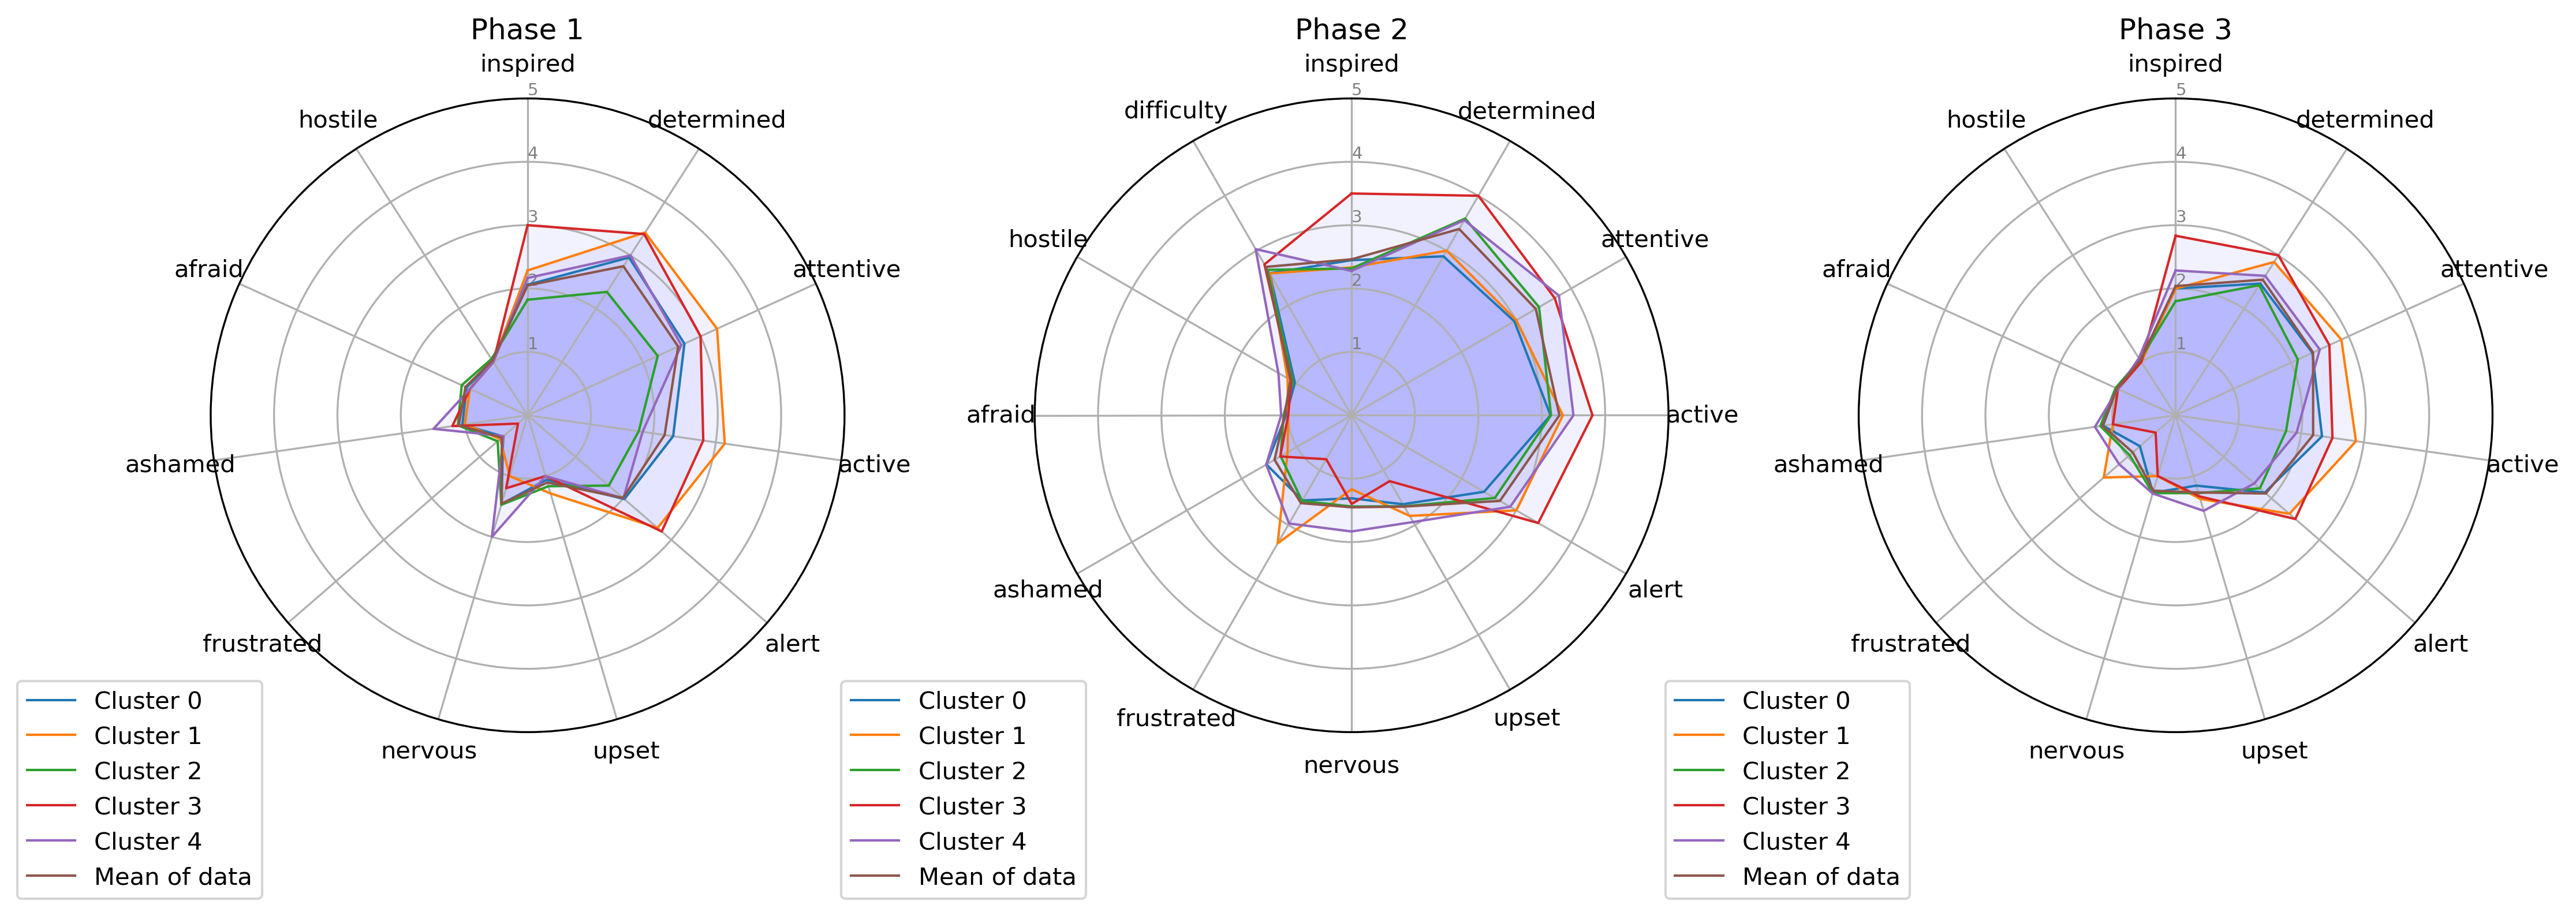 Phase 1
inspired
determined
attentive
active
alert
upset
nervous
frustrated
ashamed
afraid
hostile
1
2
3
4
5
Cluster 0
Cluster 1
Cluster 2
Cluster 3
Cluster 4
Mean of data
Phase 2
inspired
determined
attentive
active
alert
upset
nervous
frustrated
ashamed
afraid
hostile
difficulty
1
2
3
4
5
Cluster 0
Cluster 1
Cluster 2
Cluster 3
Cluster 4
Mean of data
Phase 3
inspired
determined
attentive
active
alert
upset
nervous
frustrated
ashamed
afraid
hostile
1
2
3
4
5
Cluster 0
Cluster 1
Cluster 2
Cluster 3
Cluster 4
Mean of data